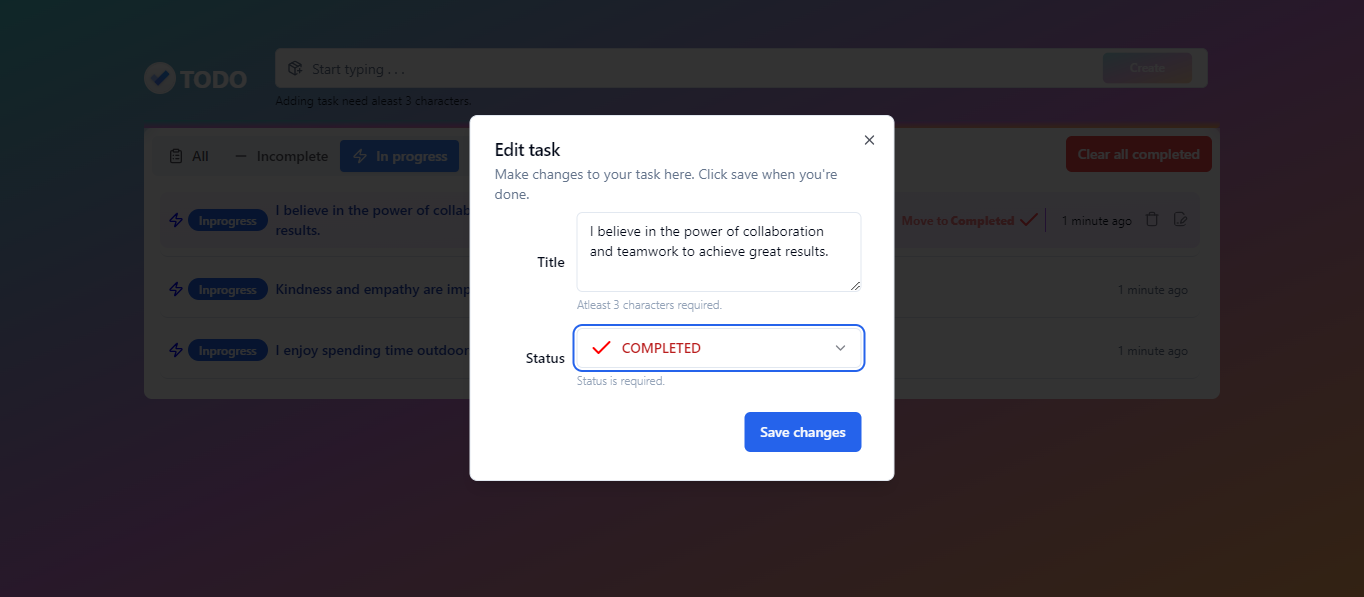 TODO
Start typing . . .
Create
Adding task need aleast 3 characters.
All
Incomplete
In progress
Clear all completed
Inprogress
I believe in the power of collab
results.
Move to Completed
1 minute ago
Inprogress
Kindness and empathy are imp
1 minute ago
Inprogress
I enjoy spending time outdoor
1 minute ago
Edit task
Make changes to your task here. Click save when you're
done.
Title
I believe in the power of collaboration
and teamwork to achieve great results.
Atleast 3 characters required.
Status
COMPLETED
Status is required.
Save changes